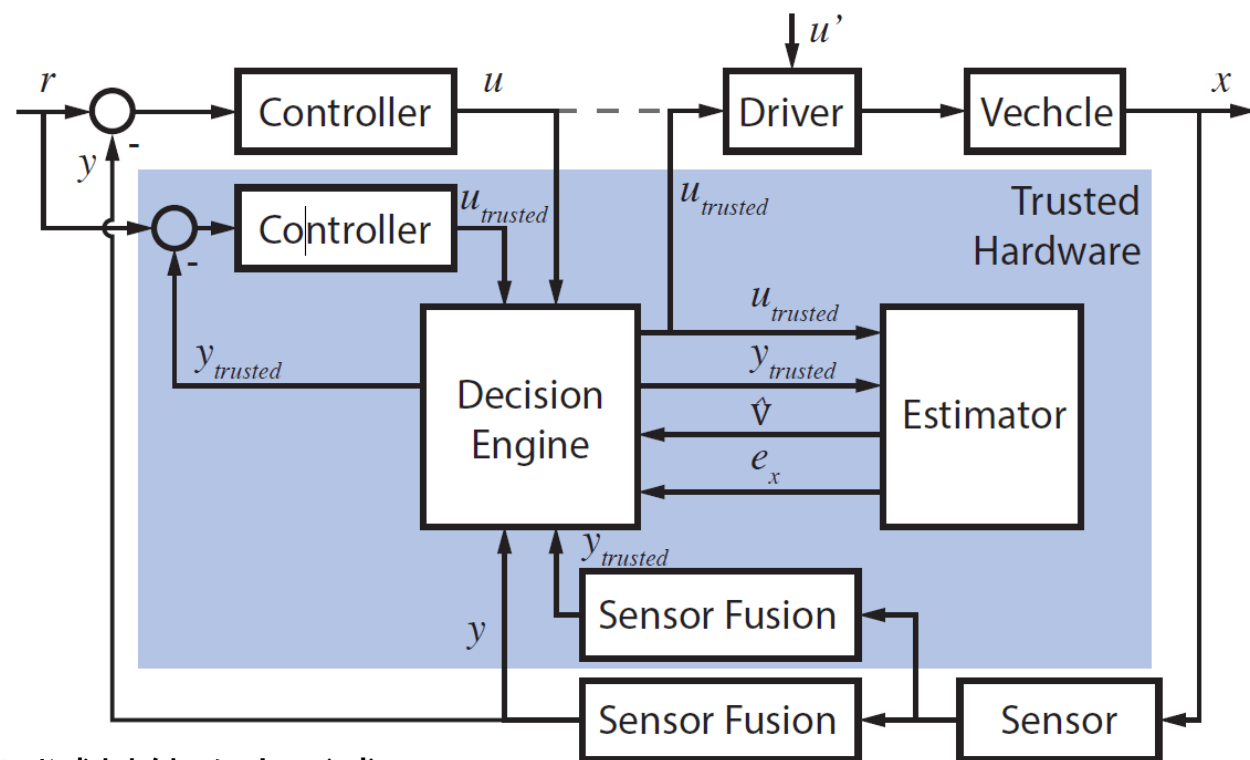 u’
r
u
x
Controller
Driver
Vechcle
-
y
Controller
u trusted
u trusted
Trusted
Hardware
-
u trusted
y trusted
y trusted
Decision
Engine
v̂
Estimator
e x
y trusted
Sensor Fusion
y
Sensor Fusion
Sensor